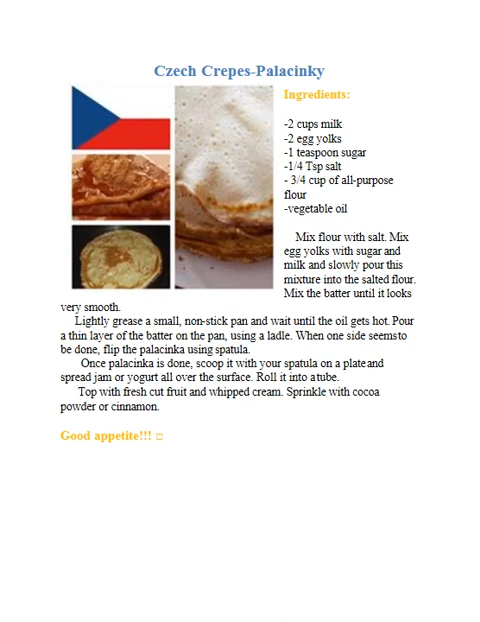 Czech Crepes-Palacinky
Ingredients:
-2 cups milk
-2 egg yolks
-1 teaspoon sugar
-1/4 Tsp salt
- 3/4 cup of all-purpose
flour
-vegetable oil
Mix flour with salt. Mix
egg yolks with sugar and
milk and slowly pour this
mixture into the salted flour.
Mix the batter until it looks
very smooth.
Lightly grease a small, non-stick pan and wait until the oil gets hot. Pour
a thin layer of the batter on the pan, using a ladle. When one side seems to
be done, flip the palacinka using spatula.
Once palacinka is done, scoop it with your spatula on a plate and
spread jam or yogurt all over the surface. Roll it into a tube.
Top with fresh cut fruit and whipped cream. Sprinkle with cocoa
powder or cinnamon.
Good appetite!!! □